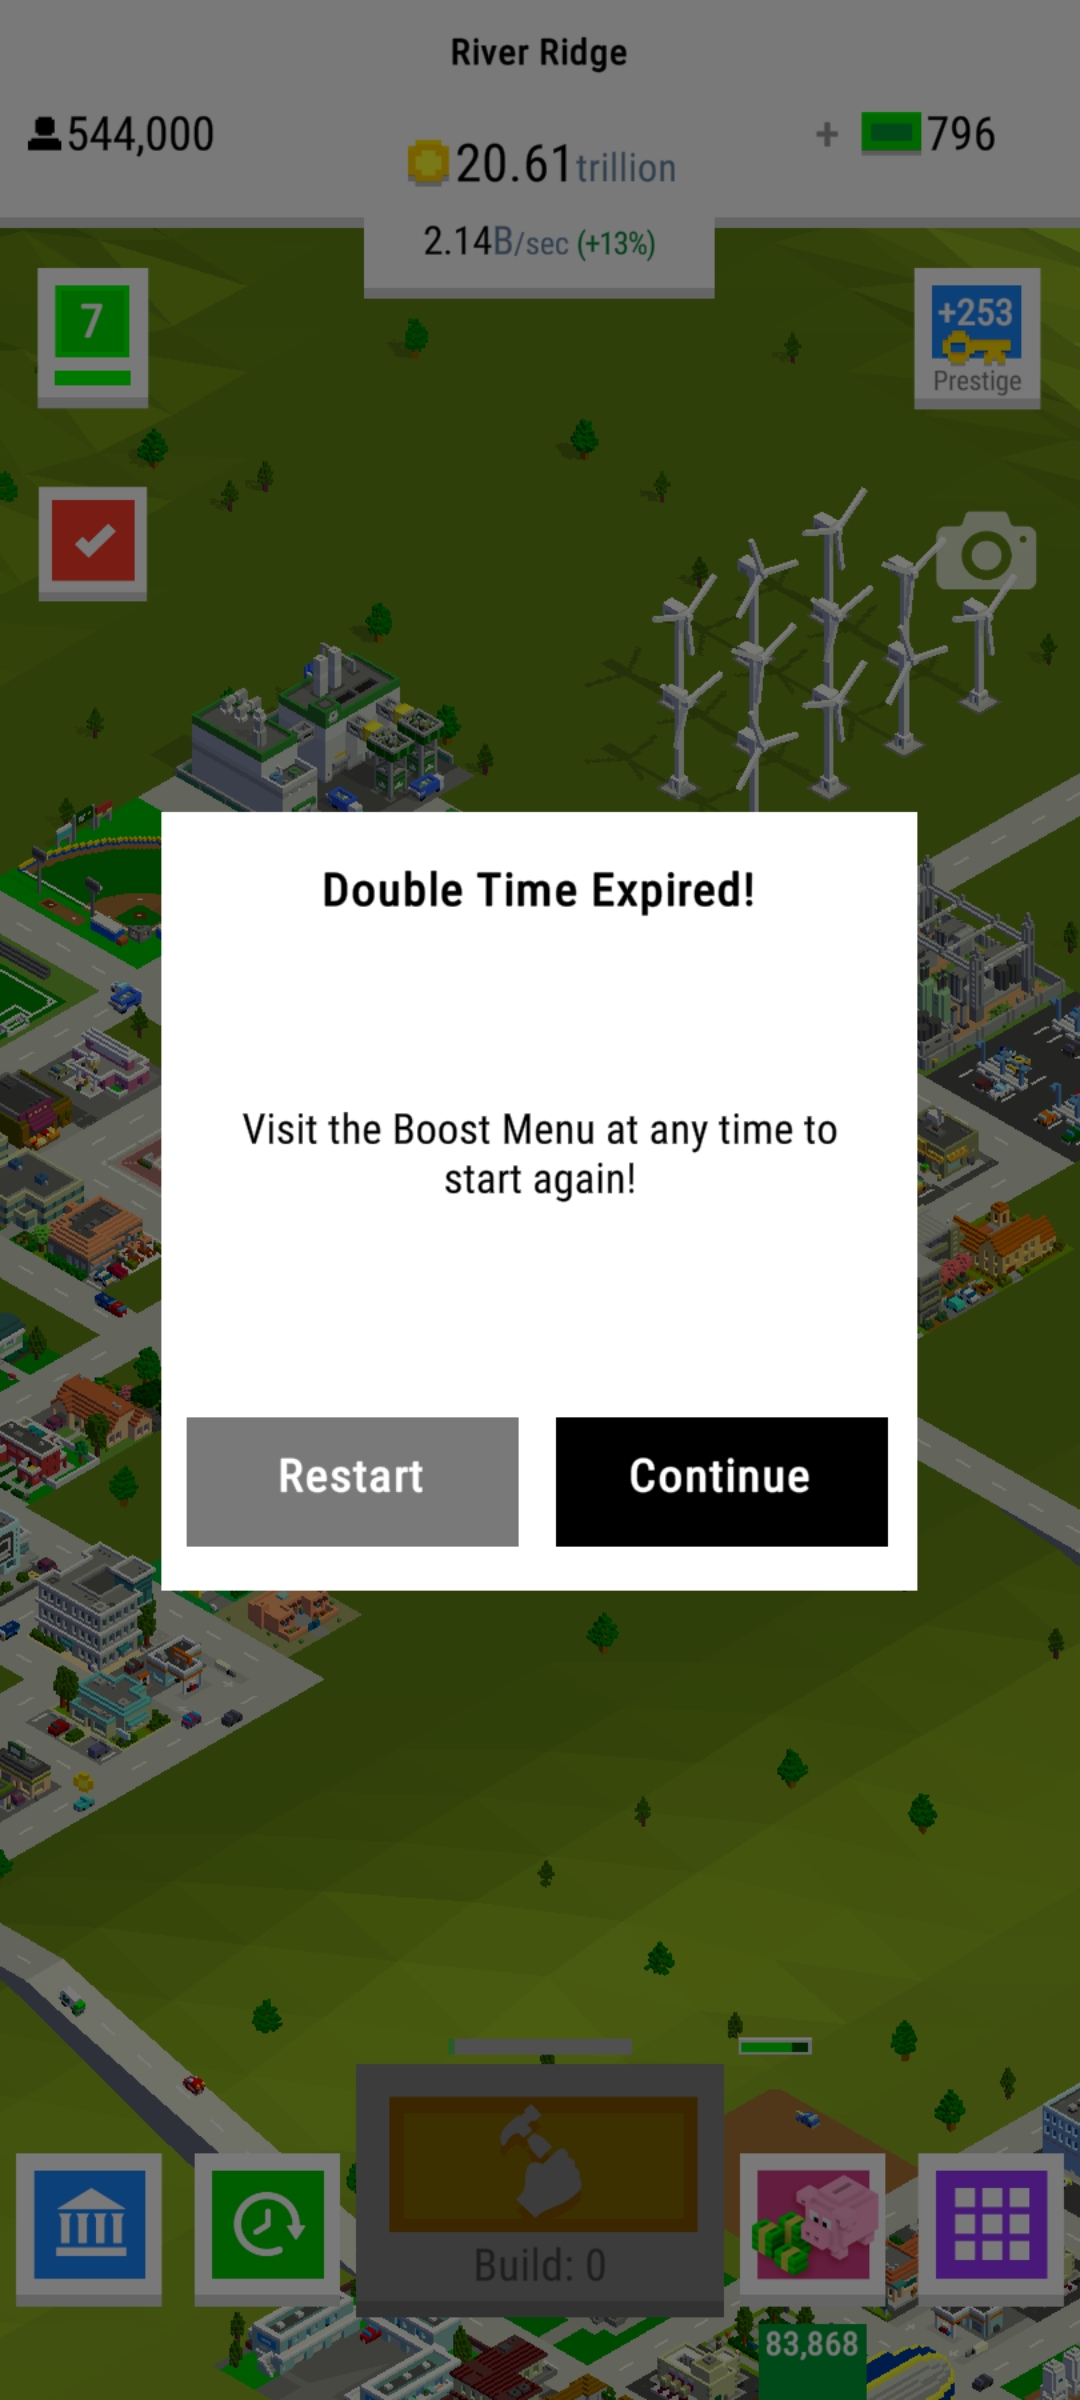 River Ridge
544,000
20.61 trillion
+ 796
2.14B/sec (+13%)
7
+253
Prestige
Double Time Expired!
Visit the Boost Menu at any time to
start again!
Restart
Continue
Build: 0
83,868